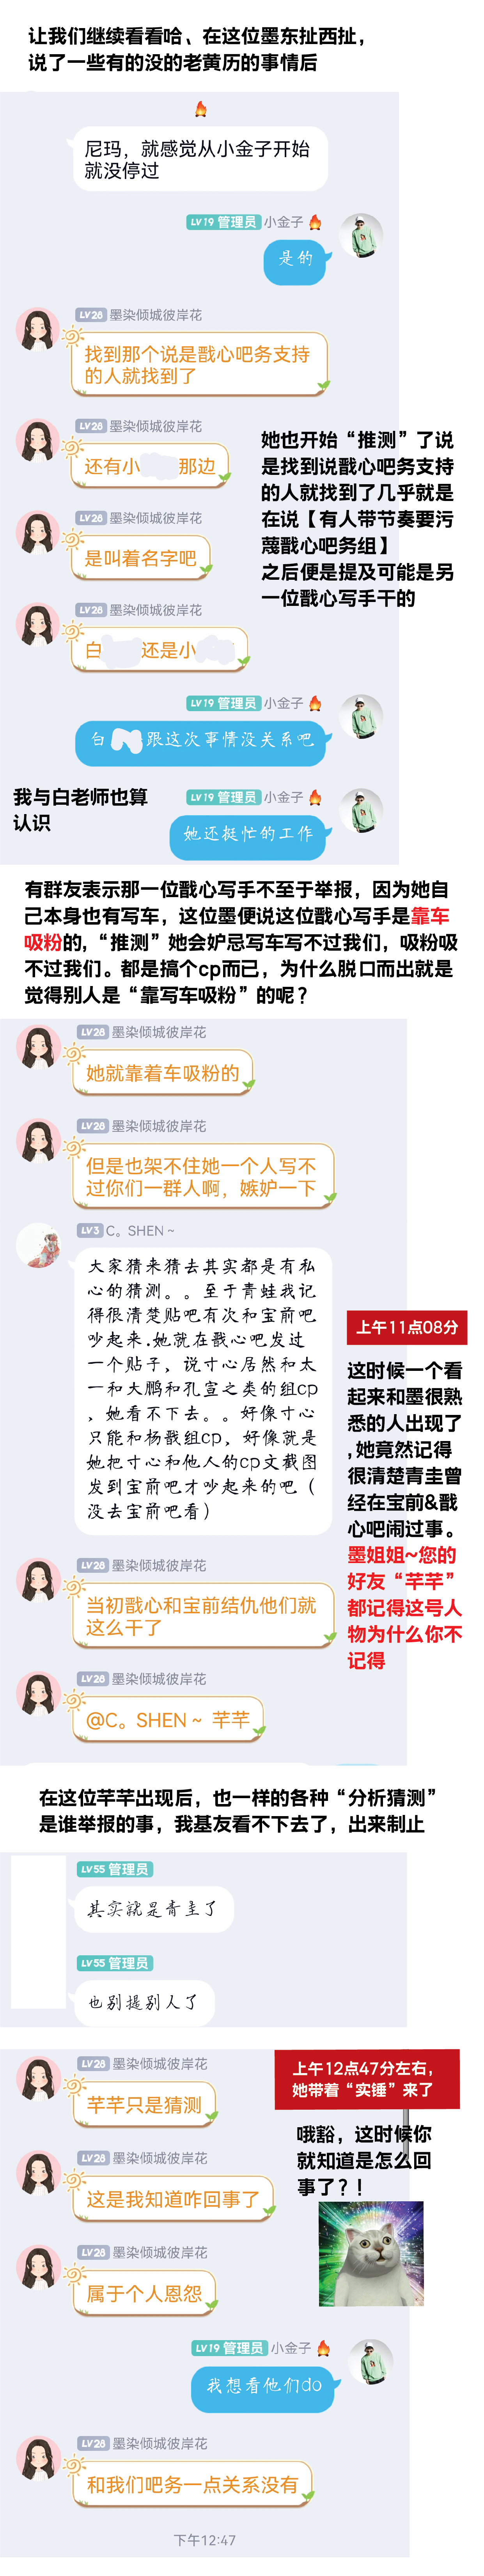 让我们继续看看哈、在这位墨东扯西扯，
说了一些有的没的老黄历的事情后
尼玛，就感觉从小金子开始
就没停过
LV19 管理员 小金子
是的
LV28 墨染倾城彼岸花
找到那个说是戬心吧务支持
的人就找到了
LV28 墨染倾城彼岸花
还有小 那边
LV28 墨染倾城彼岸花
是叫着名字吧
LV28 墨染倾城彼岸花
白 还是小
她也开始“推测”了说
是找到说戬心吧务支持
的人就找到了几乎就是
在说【有人带节奏要污
蔑戬心吧务组】
之后便是提及可能是另
一位戬心写手干的
LV19 管理员 小金子
白 跟这次事情没关系吧
我与白老师也算
认识
LV19 管理员 小金子
她还挺忙的工作
有群友表示那一位戬心写手不至于举报，因为她自
己本身也有写车，这位墨便说这位戬心写手是靠车
吸粉的，“推测”她会妒忌写车写不过我们，吸粉吸
不过我们。都是搞个cp而己，为什么脱口而出就是
觉得别人是“靠写车吸粉”的呢？
LV28 墨染倾城彼岸花
她就靠着车吸粉的
LV28 墨染倾城彼岸花
但是也架不住她一个人写不
过你们一群人啊，嫉妒一下
LV3 C。SHEN ~
大家猜来猜去其实都是有私
心的猜测。。至于青蛙我记
得很清楚贴吧有次和宝前吧
吵起来.她就在戬心吧发过
一个贴子，说寸心居然和太
一和大鹏和孔宣之类的组cp
，她看不下去。。好像寸心
只能和杨戬组cp，好像就是
她把寸心和他人的cp文截图
发到宝前吧才吵起来的吧（
没去宝前吧看）
上午11点08分
这时候一个看
起来和墨很熟
悉的人出现了
,她竟然记得
很清楚青圭曾
经在宝前&戬
心吧闹过事。
墨姐姐~您的
好友“芊芊”
都记得这号人
物为什么你不
记得
LV28 墨染倾城彼岸花
当初戬心和宝前结仇他们就
这么干了
LV28 墨染倾城彼岸花
@C。SHEN ~ 芊芊
在这位芊芊出现后，也一样的各种“分析猜测”
是谁举报的事，我基友看不下去了，出来制止
LV55 管理员
其实就是青圭了
LV55 管理员
也别提别人了
LV28 墨染倾城彼岸花
芊芊只是猜测
上午12点47分左右，
她带着“实锤”来了
LV28 墨染倾城彼岸花
这是我知道咋回事了
哦豁，这时候你
就知道是怎么回
事了？！
LV28 墨染倾城彼岸花
属于个人恩怨
LV19 管理员 小金子
我想看他们do
LV28 墨染倾城彼岸花
和我们吧务一点关系没有
下午12:47